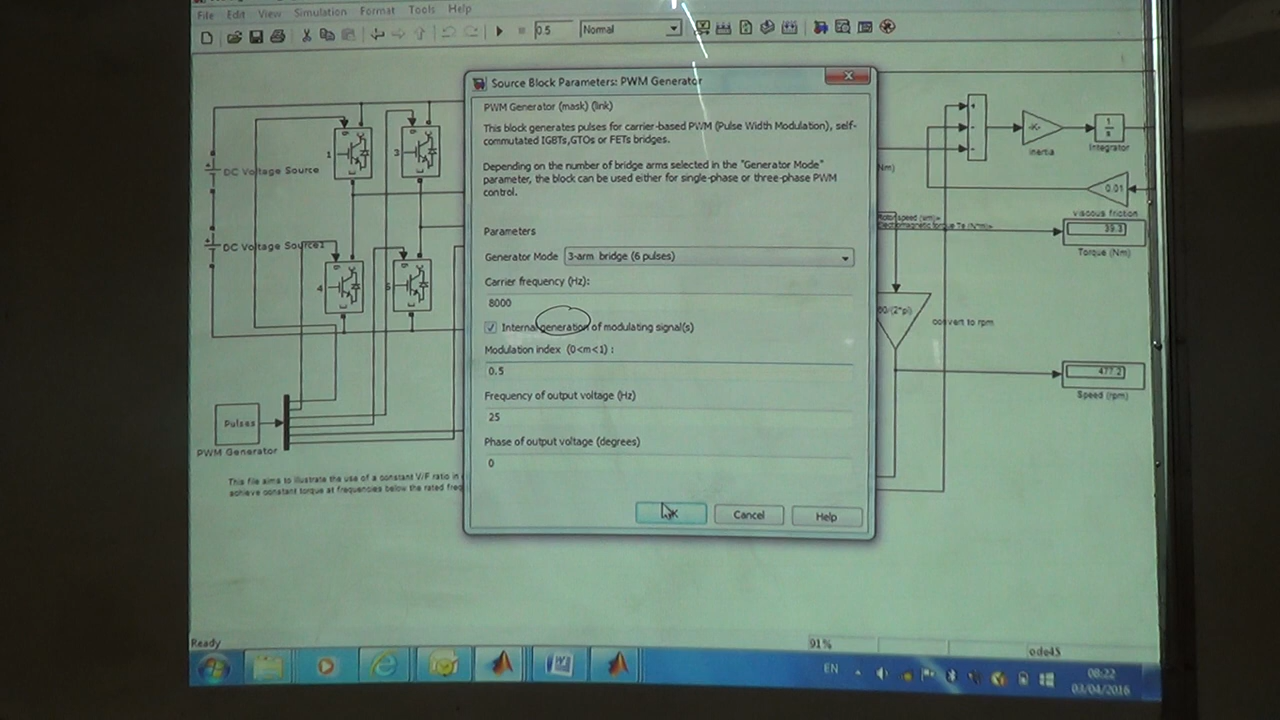 File Edit View Simulation Format Tools Help
0.5 Normal
Source Block Parameters: PWM Generator
PWM Generator (mask) (link)
This block generates pulses for carrier-based PWM (Pulse Width Modulation), self-
commutated IGBTs,GTOs or FETs bridges.
Depending on the number of bridge arms selected in the "Generator Mode"
parameter, the block can be used either for single-phase or three-phase PWM
control.
Parameters
Generator Mode 3-arm bridge (6 pulses)
Carrier frequency (Hz):
8000
Internal generation of modulating signal(s)
Modulation index (0<m<1) :
0.5
Frequency of output voltage (Hz)
25
Phase of output voltage (degrees)
0
OK Cancel Help
1
3
DC Voltage Source
DC Voltage Source1
4
Pulses
PWM Generator
This file aims to illustrate the use of a constant V/F ratio in
achieve constant torque at frequencies below the rated
-K-
Inertia
1
s
Integrator
0.01
viscous friction
39.3
Torque (Nm)
convert to rpm
477.2
Speed (rpm)
Ready
91%
ode45
EN
08:22
03/04/2016